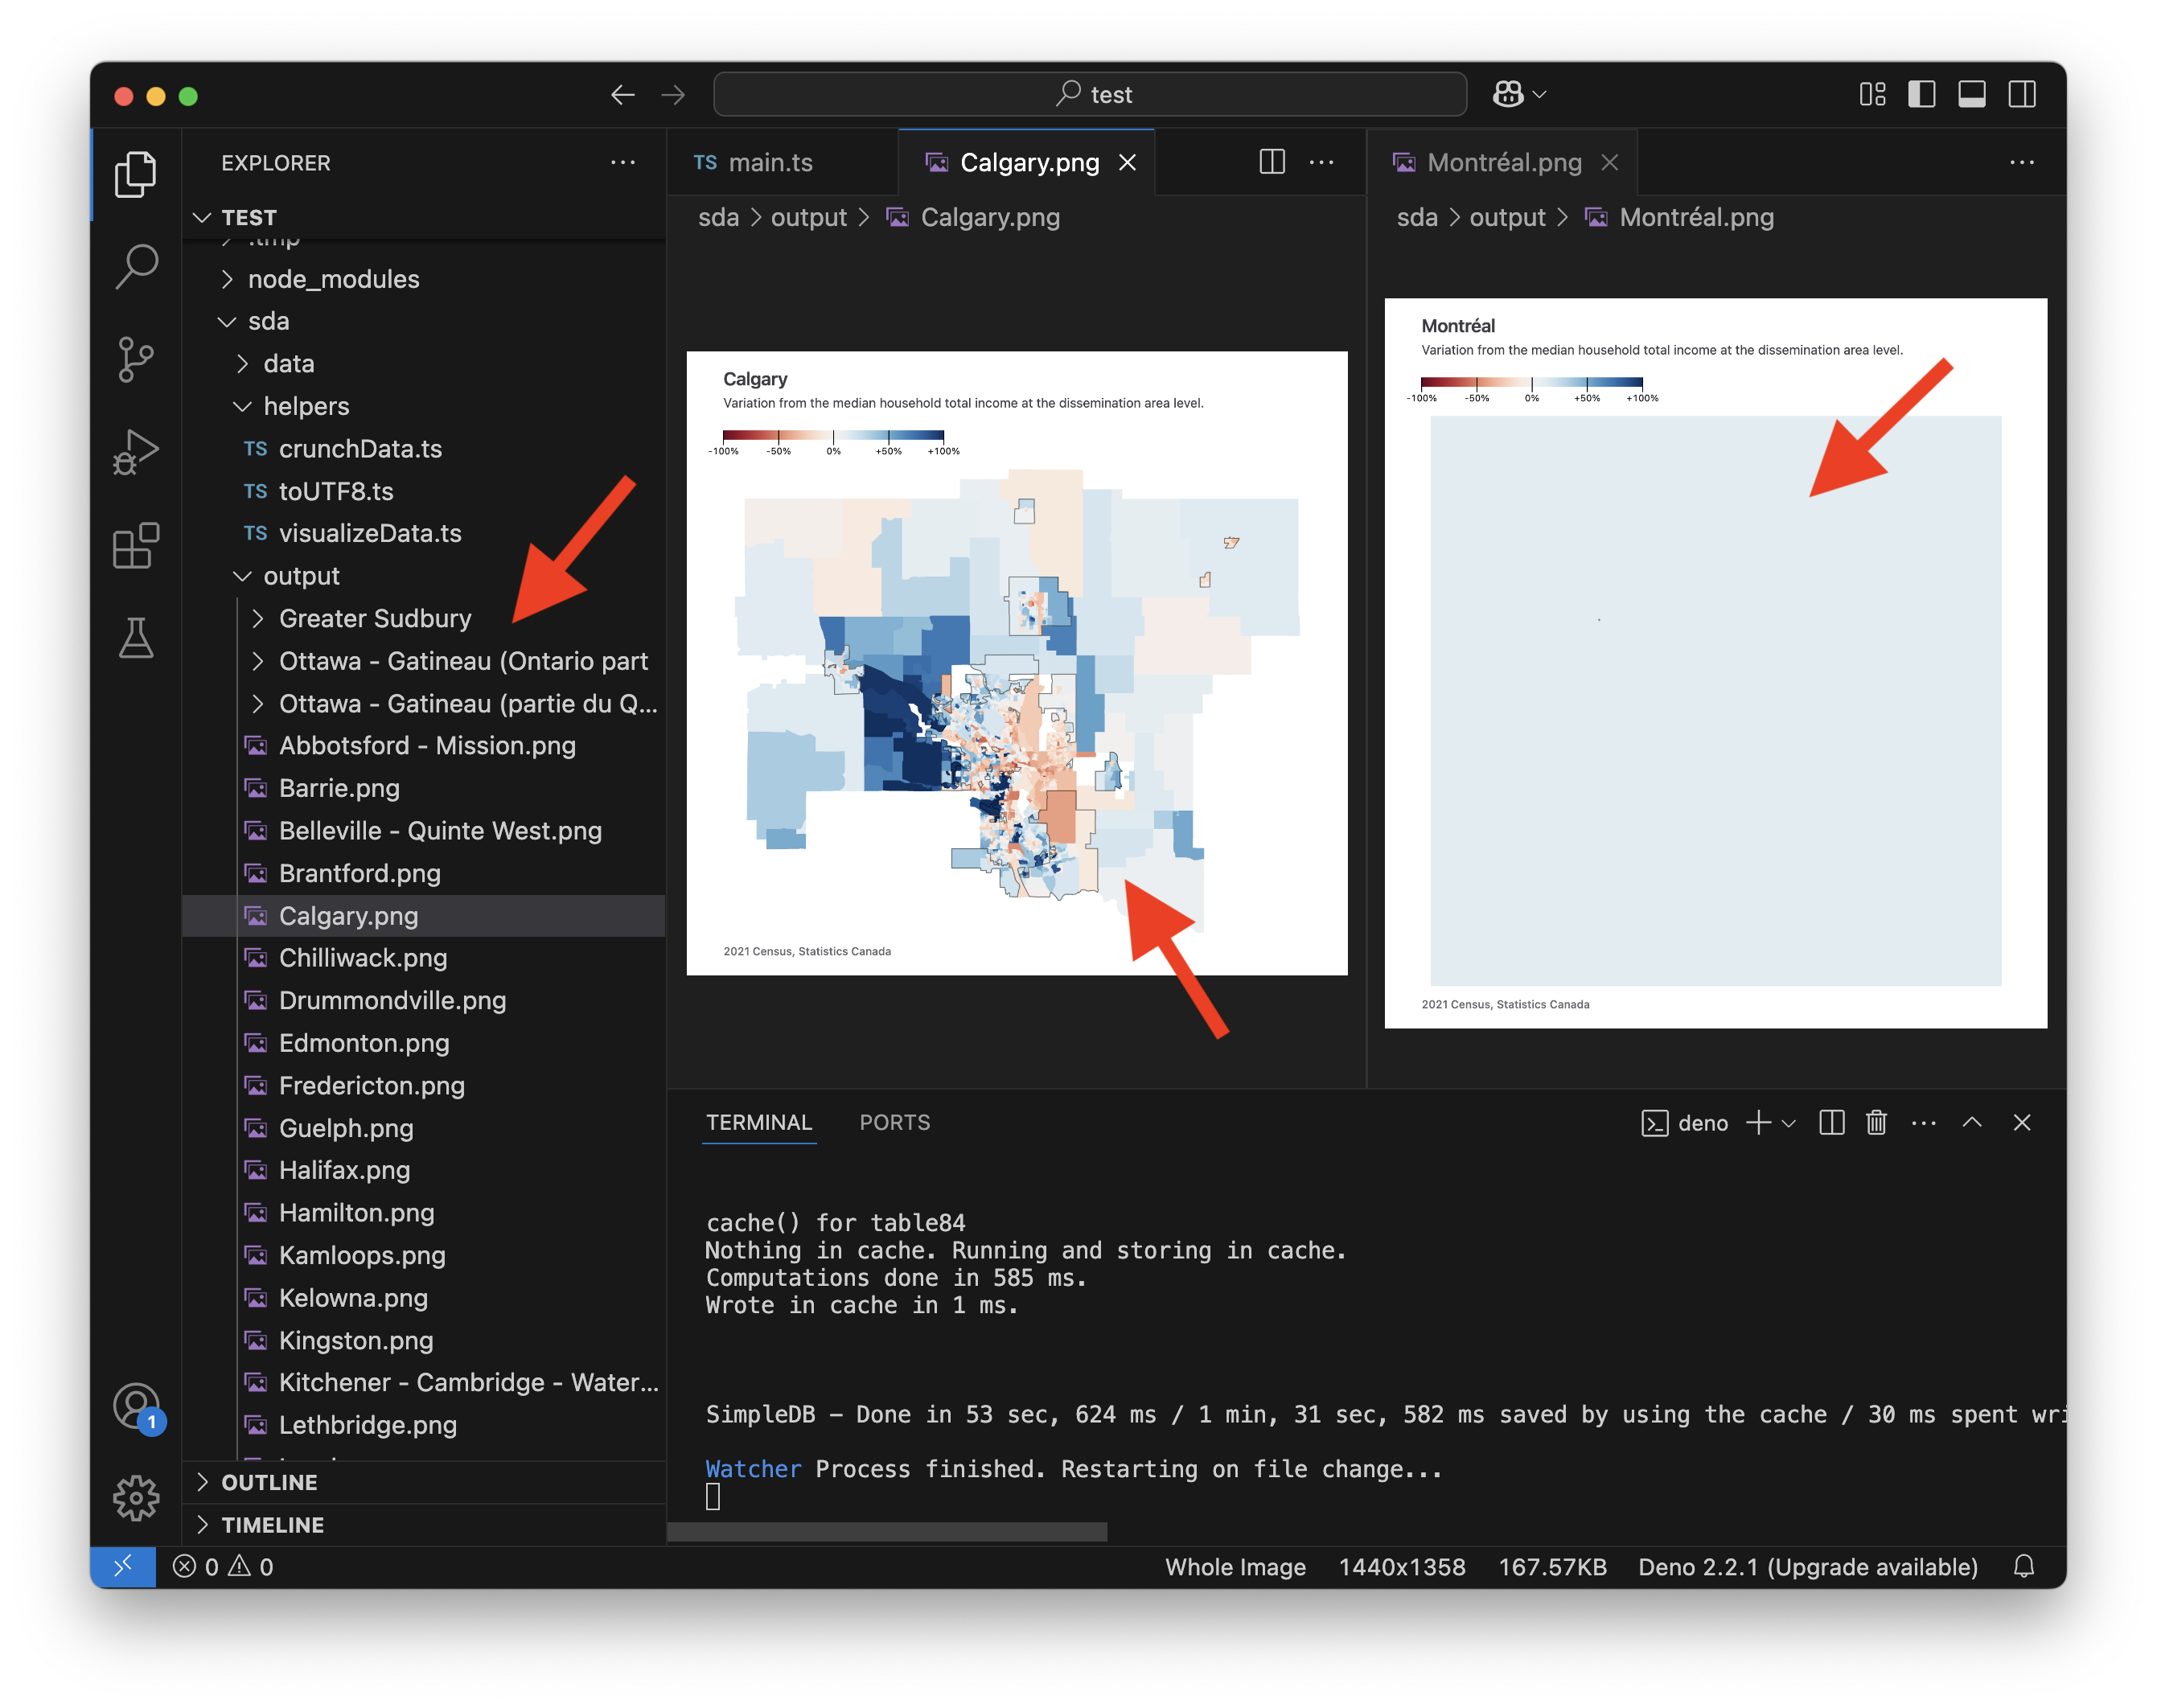 test
EXPLORER
TEST
.tmp
node_modules
sda
data
helpers
TS crunchData.ts
TS toUTF8.ts
TS visualizeData.ts
output
Greater Sudbury
Ottawa - Gatineau (Ontario part
Ottawa - Gatineau (partie du Q...
Abbotsford - Mission.png
Barrie.png
Belleville - Quinte West.png
Brantford.png
Calgary.png
Chilliwack.png
Drummondville.png
Edmonton.png
Fredericton.png
Guelph.png
Halifax.png
Hamilton.png
Kamloops.png
Kelowna.png
Kingston.png
Kitchener - Cambridge - Water...
Lethbridge.png
OUTLINE
TIMELINE
1
TS main.ts
Calgary.png
sda > output > Calgary.png
Calgary
Variation from the median household total income at the dissemination area level.
-100% -50% 0% +50% +100%
2021 Census, Statistics Canada
Montréal.png
sda > output > Montréal.png
Montréal
Variation from the median household total income at the dissemination area level.
-100% -50% 0% +50% +100%
2021 Census, Statistics Canada
TERMINAL PORTS
deno
cache() for table84
Nothing in cache. Running and storing in cache.
Computations done in 585 ms.
Wrote in cache in 1 ms.
SimpleDB – Done in 53 sec, 624 ms / 1 min, 31 sec, 582 ms saved by using the cache / 30 ms spent wri
Watcher Process finished. Restarting on file change...
0 0
Whole Image 1440x1358 167.57KB Deno 2.2.1 (Upgrade available)